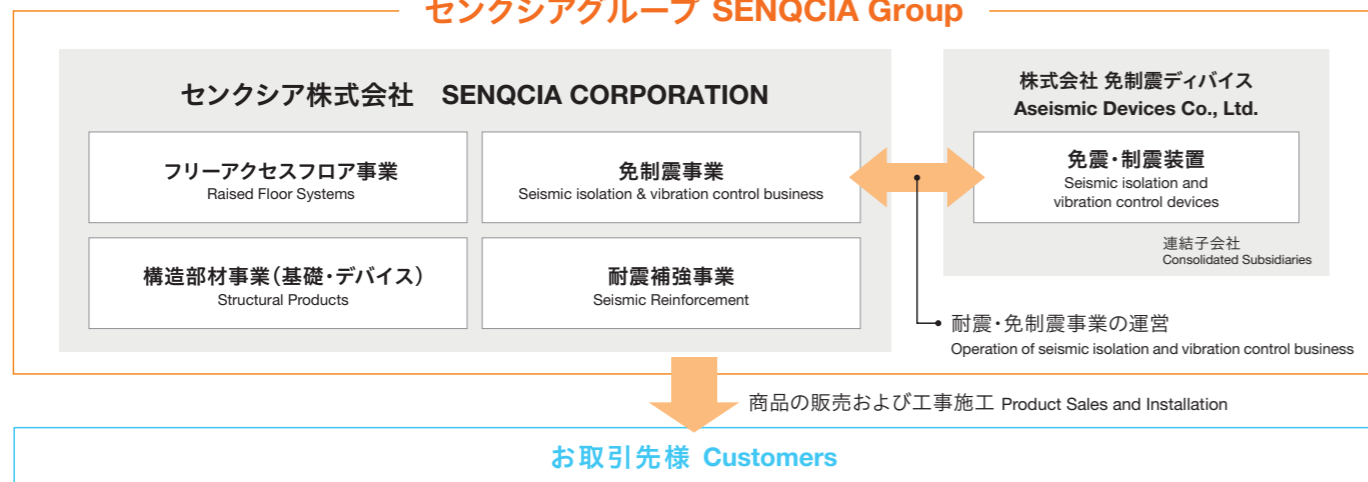 センクシアグループ SENQCIA Group
センクシア株式会社 SENQCIA CORPORATION
フリーアクセスフロア事業
Raised Floor Systems
免制震事業
Seismic isolation & vibration control business
構造部材事業(基礎・デバイス)
Structural Products
耐震補強事業
Seismic Reinforcement
株式会社 免制震ディバイス
Aseismic Devices Co., Ltd.
免震・制震装置
Seismic isolation and
vibration control devices
連結子会社
Consolidated Subsidiaries
耐震・免制震事業の運営
Operation of seismic isolation and vibration control business
商品の販売および工事施工 Product Sales and Installation
お取引先様 Customers